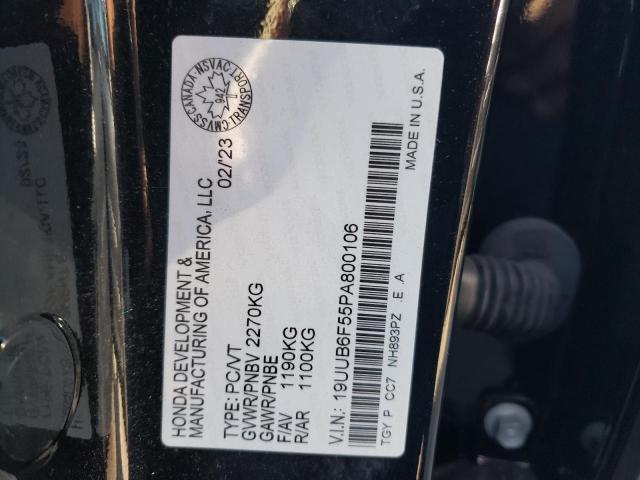 HONDA DEVELOPMENT &
MANUFACTURING OF AMERICA, LLC
02/'23
TYPE: PC/VT
GVWR/PNBV 2270KG
GAWR/PNBE
F/AV 1190KG
R/AR 1100KG
V.I.N.: 19UUB6F55PA800106
TGY P CC7 NH893PZ .E .A
MADE IN U.S.A.
CANADA-NSVAC-TRANSPORT-CMVSS
942
T